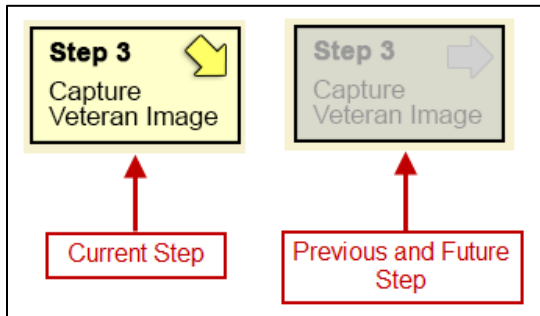 Step 3
Capture
Veteran Image
Step 3
Capture
Veteran Image
Current Step
Previous and Future
Step